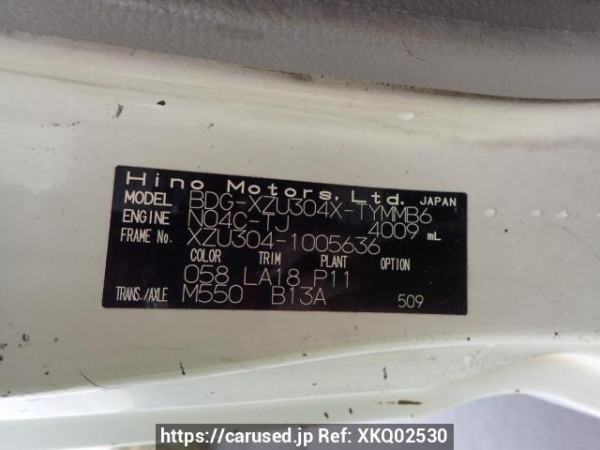 Hino Motors, Ltd. JAPAN
MODEL BDG-XZU304X-TYMMB6
ENGINE N04C-TJ 4009 mL
FRAME No. XZU304-1005636
COLOR TRIM PLANT OPTION
058 LA18 P11
TRANS./AXLE M550 B13A 509
https://carused.jp Ref: XKQ02530